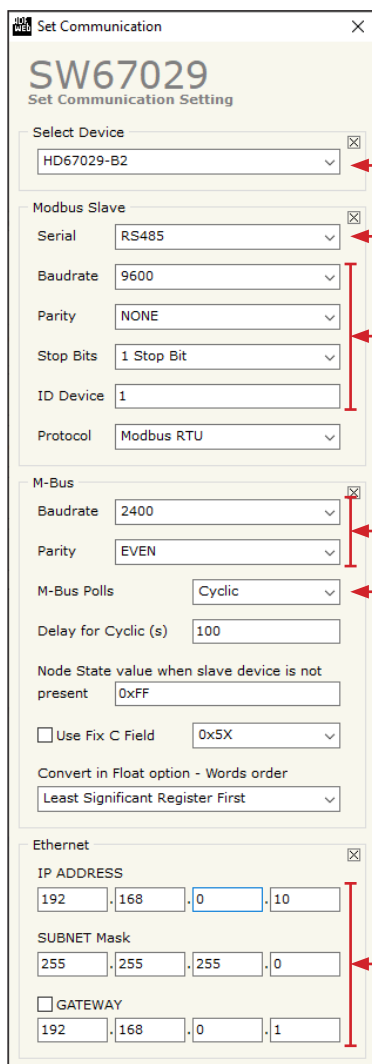 HD WEB Set Communication
SW67029
Set Communication Setting
Select Device
HD67029-B2
Modbus Slave
Serial RS485
Baudrate 9600
Parity NONE
Stop Bits 1 Stop Bit
ID Device 1
Protocol Modbus RTU
M-Bus
Baudrate 2400
Parity EVEN
M-Bus Polls Cyclic
Delay for Cyclic (s) 100
Node State value when slave device is not
present 0xFF
Use Fix C Field 0x5X
Convert in Float option - Words order
Least Significant Register First
Ethernet
IP ADDRESS
192 . 168 . 0 . 10
SUBNET Mask
255 . 255 . 255 . 0
GATEWAY
192 . 168 . 0 . 1